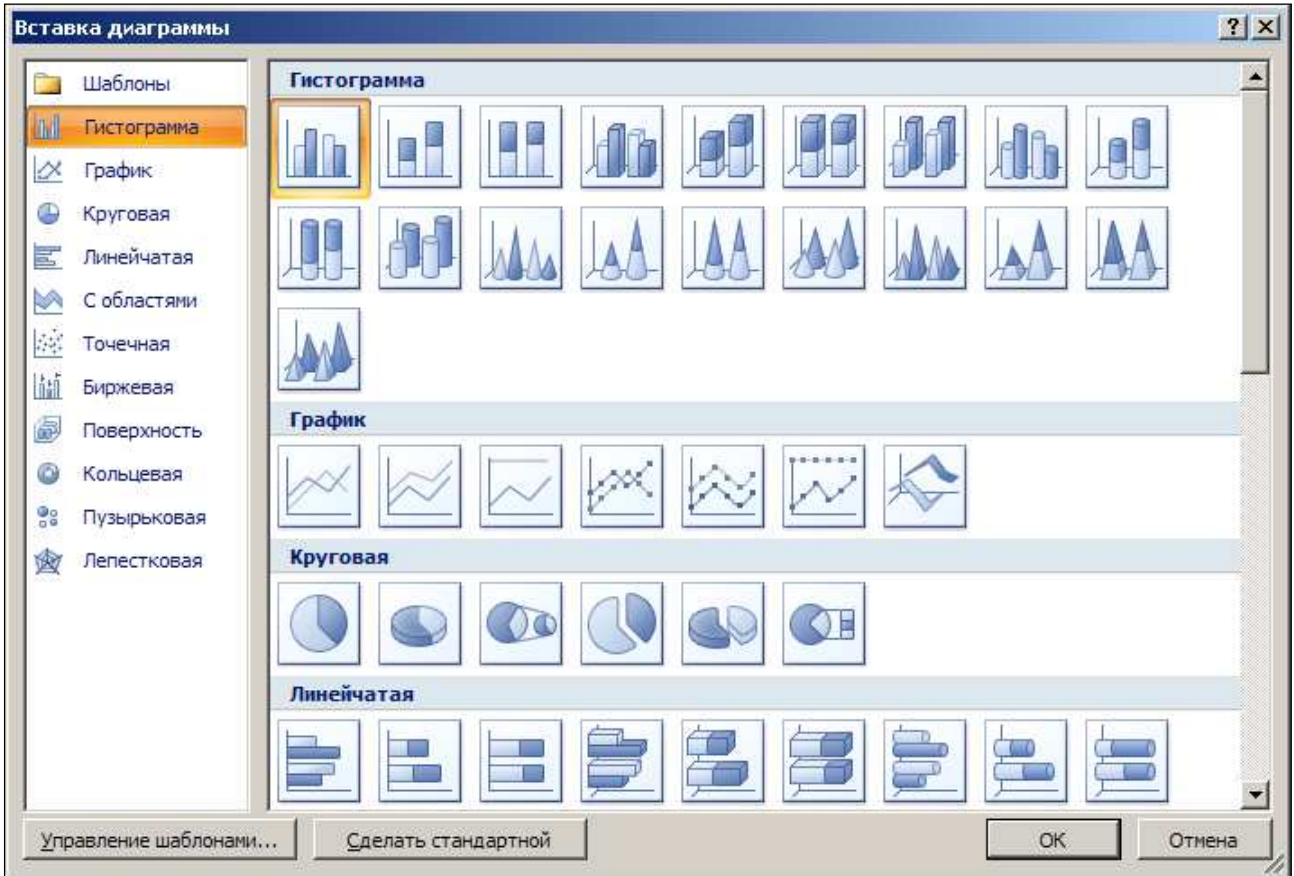 Вставка диаграммы
Шаблоны
Гистограмма
График
Круговая
Линейчатая
С областями
Точечная
Биржевая
Поверхность
Кольцевая
Пузырьковая
Лепестковая
Гистограмма
График
Круговая
Линейчатая
Управление шаблонами...
Сделать стандартной
ОК
Отмена